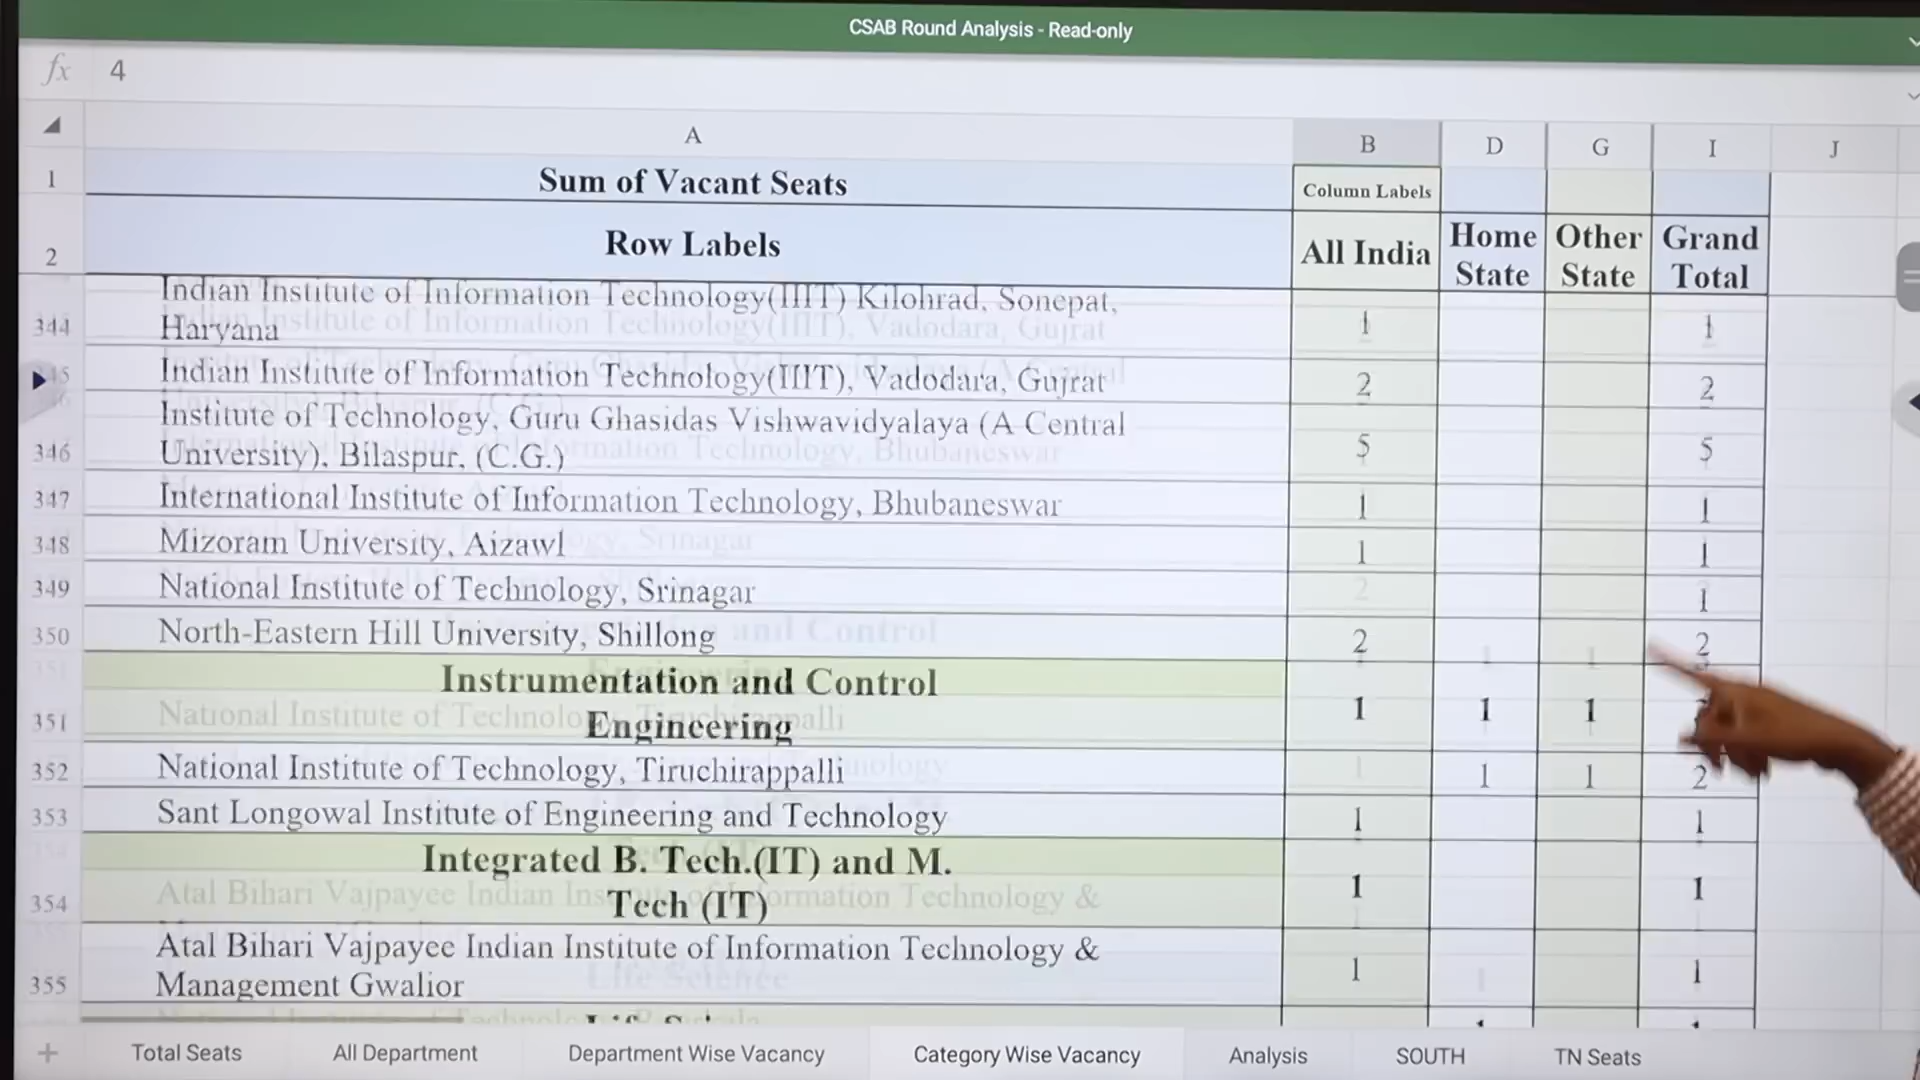 CSAB Round Analysis - Read-only
fx 4
A B D G I J
1 Sum of Vacant Seats Column Labels
2 Row Labels All India Home State Other State Grand Total
344 Indian Institute of Information Technology(IIIT) Kilohrad, Sonepat, Haryana 1 1
Indian Institute of Information Technology(IIIT), Vadodara, Gujrat 2 2
346 Institute of Technology, Guru Ghasidas Vishwavidyalaya (A Central University), Bilaspur, (C.G.) 5 5
347 International Institute of Information Technology, Bhubaneswar 1 1
348 Mizoram University, Aizawl 1 1
349 National Institute of Technology, Srinagar 1
350 North-Eastern Hill University, Shillong 2 2
351 Instrumentation and Control Engineering 1 1 1
352 National Institute of Technology, Tiruchirappalli 1 1 2
353 Sant Longowal Institute of Engineering and Technology 1 1
354 Integrated B. Tech.(IT) and M. Tech (IT) 1 1
355 Atal Bihari Vajpayee Indian Institute of Information Technology & Management Gwalior 1 1
+ Total Seats All Department Department Wise Vacancy Category Wise Vacancy Analysis SOUTH TN Seats